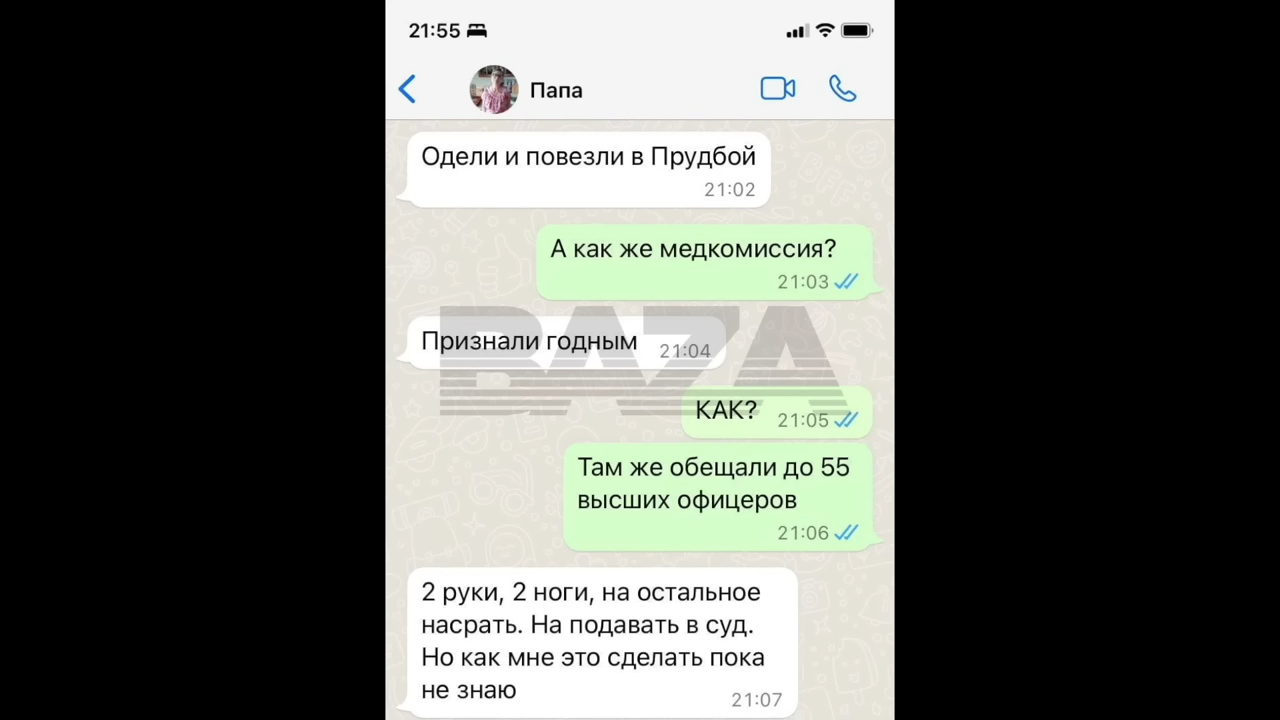 21:55
Папа
Одели и повезли в Прудбой
21:02
А как же медкомиссия?
21:03
Признали годным
21:04
BAZA
КАК?
21:05
Там же обещали до 55
высших офицеров
21:06
2 руки, 2 ноги, на остальное
насрать. На подавать в суд.
Но как мне это сделать пока
не знаю
21:07